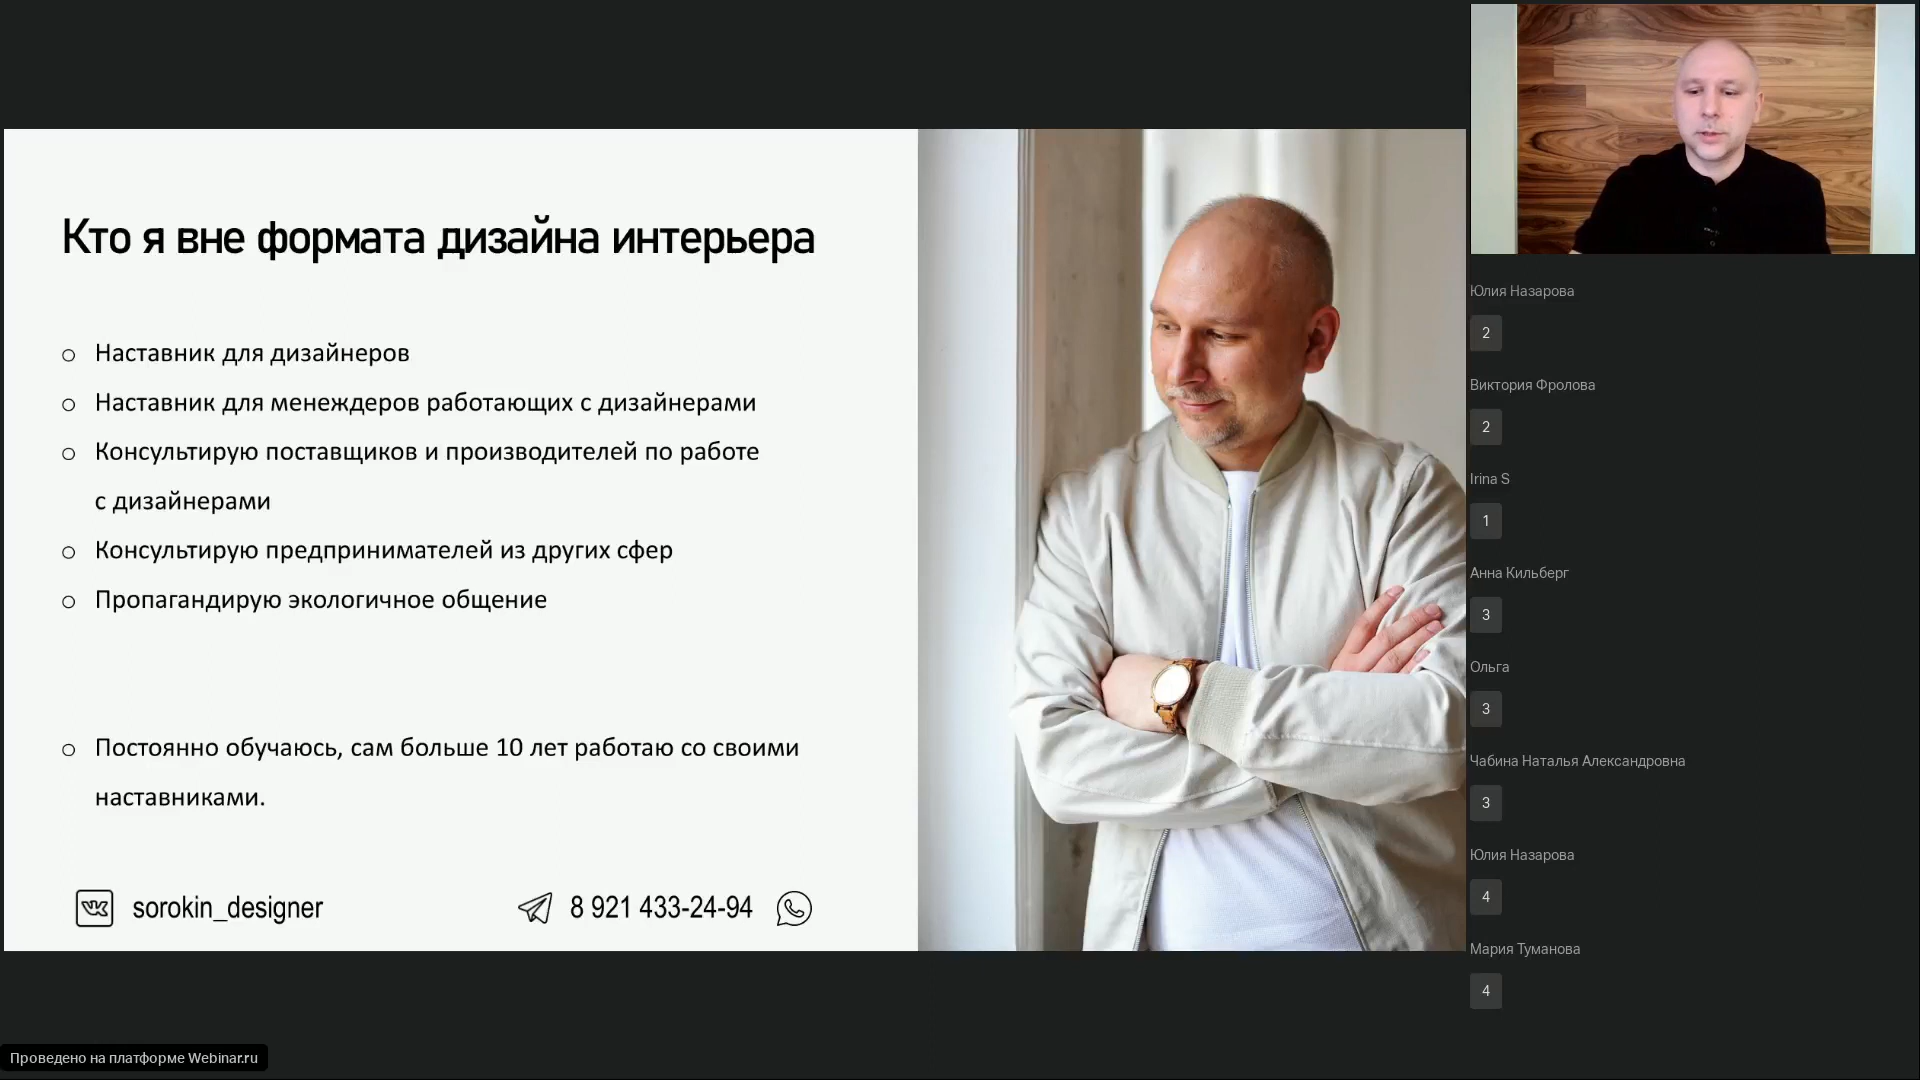 Кто я вне формата дизайна интерьера
Наставник для дизайнеров
Наставник для менеждеров работающих с дизайнерами
Консультирую поставщиков и производителей по работе
с дизайнерами
Консультирую предпринимателей из других сфер
Пропагандирую экологичное общение
Постоянно обучаюсь, сам больше 10 лет работаю со своими
наставниками.
sorokin_designer
8 921 433-24-94
Юлия Назарова
2
Виктория Фролова
2
Irina S
1
Анна Кильберг
3
Ольга
3
Чабина Наталья Александровна
3
Юлия Назарова
4
Мария Туманова
4
Проведено на платформе Webinar.ru